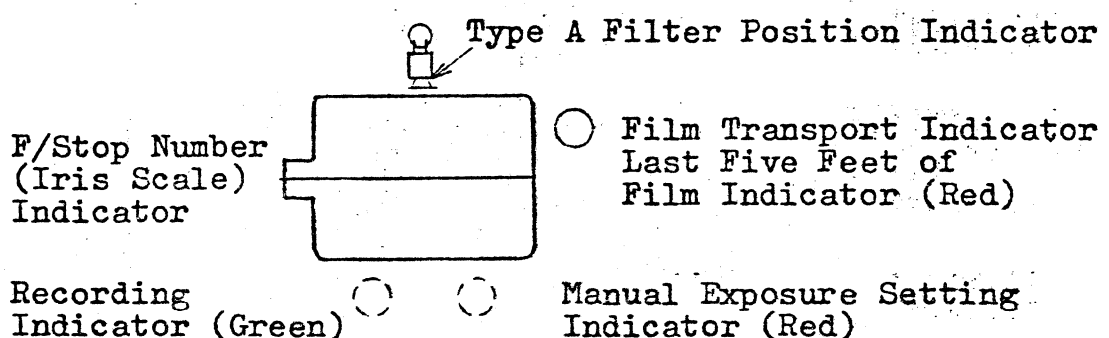 Type A Filter Position Indicator
F/Stop Number
(Iris Scale)
Indicator
Film Transport Indicator
Last Five Feet of
Film Indicator (Red)
Recording
Indicator (Green)
Manual Exposure Setting
Indicator (Red)